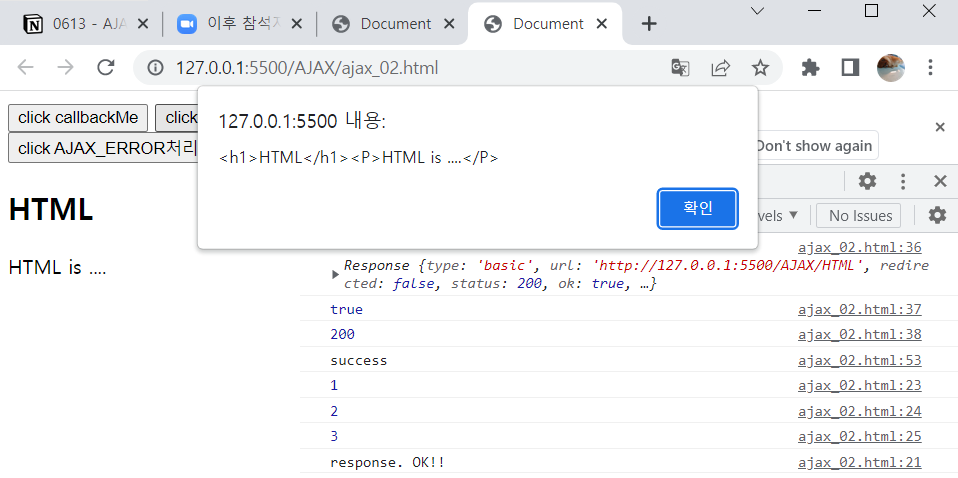 0613 - AJA
이후 참석
Document
Document
127.0.0.1:5500/AJAX/ajax_02.html
click callbackMe
click
click AJAX_ERROR처리
127.0.0.1:5500 내용:
<h1>HTML</h1><P>HTML is ....</P>
확인
Don't show again
HTML
HTML is ....
vels ▼
No Issues
ajax_02.html:36
Response {type: 'basic', url: 'http://127.0.0.1:5500/AJAX/HTML', redire
cted: false, status: 200, ok: true, …}
true ajax_02.html:37
200 ajax_02.html:38
success ajax_02.html:53
1 ajax_02.html:23
2 ajax_02.html:24
3 ajax_02.html:25
response. OK!! ajax_02.html:21